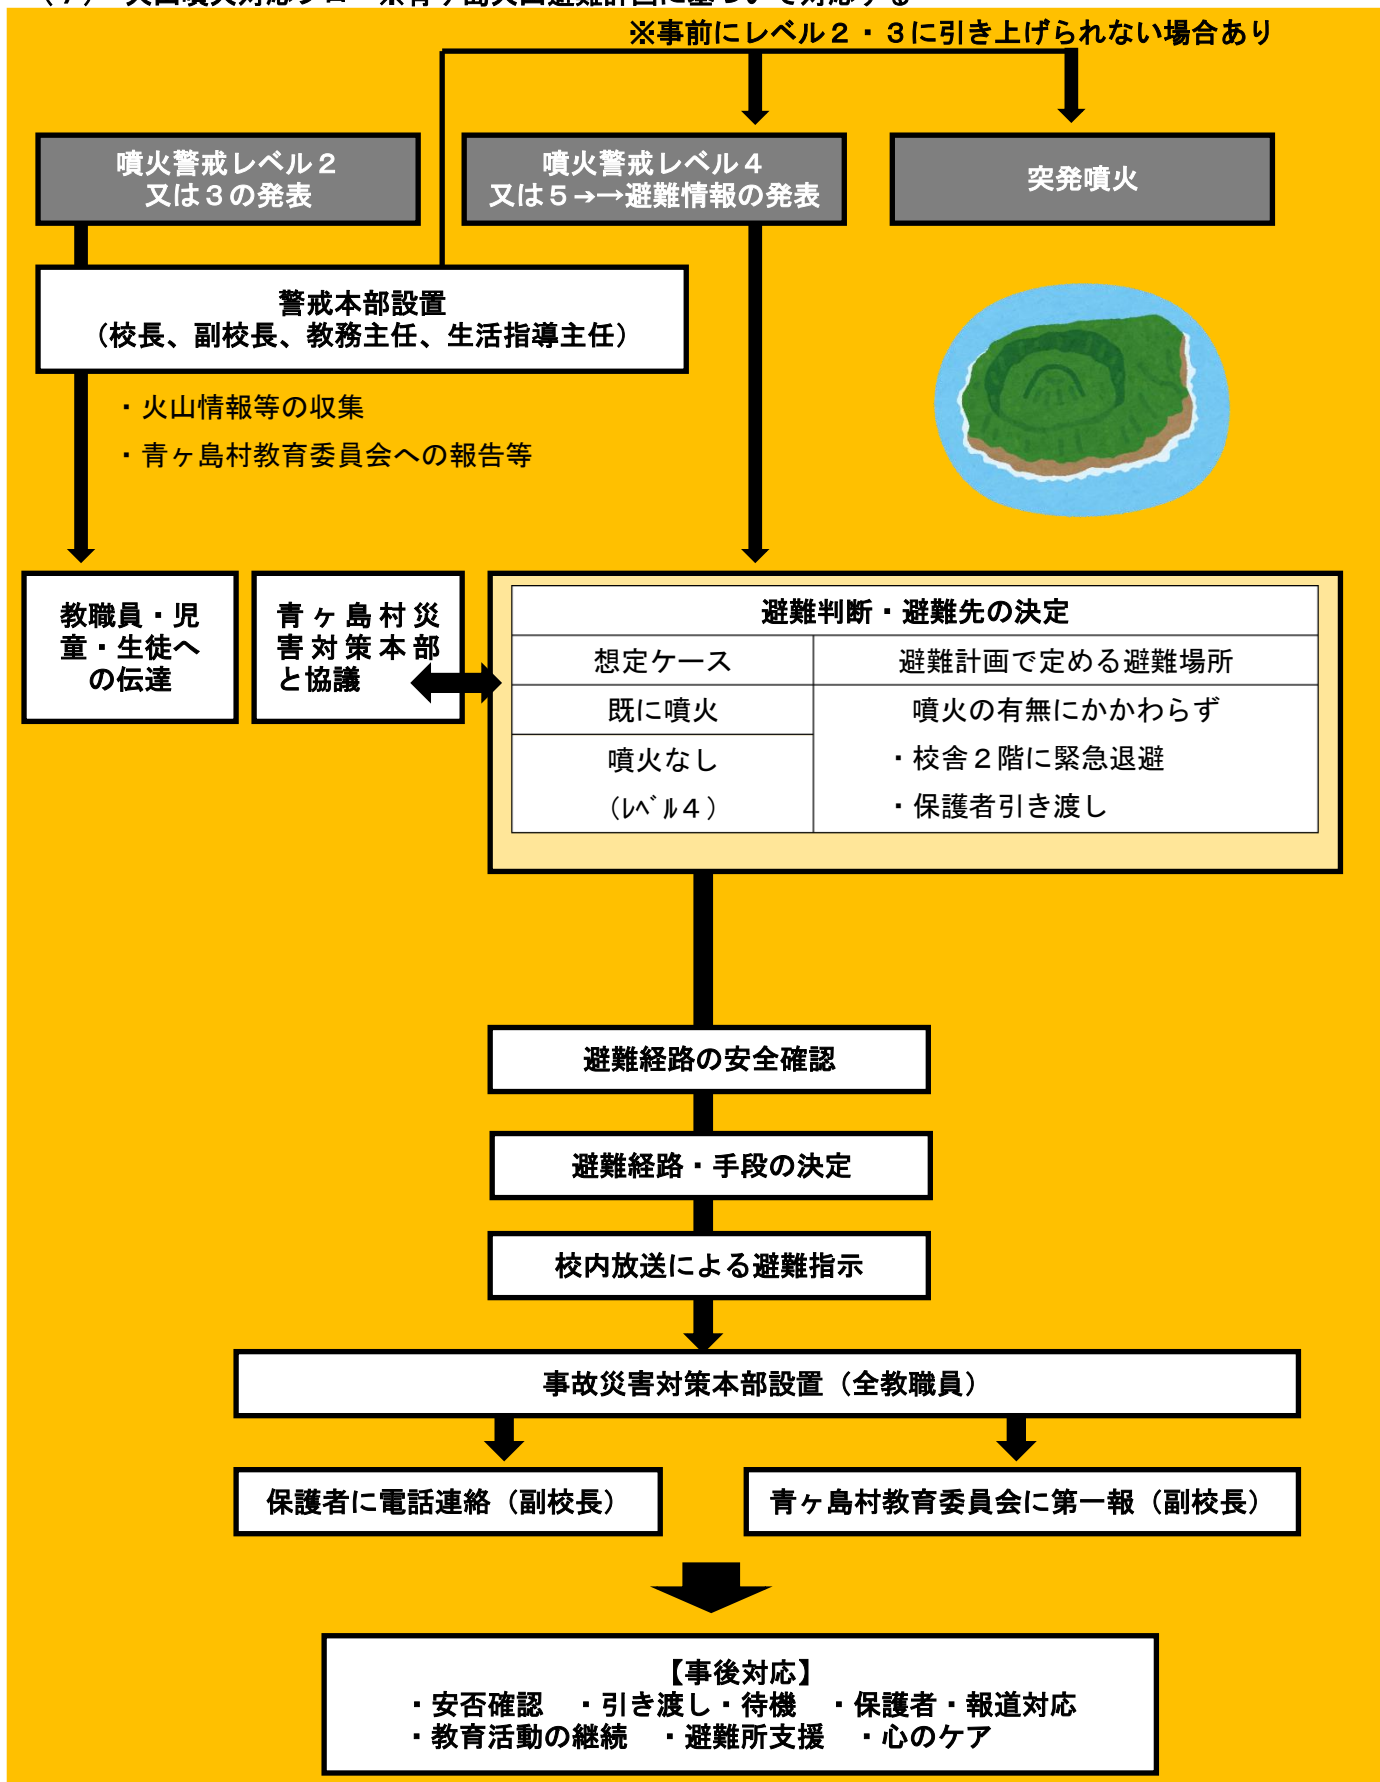 ※事前にレベル２・３に引き上げられない場合あり
噴火警戒レベル２
又は３の発表
噴火警戒レベル４
又は５→→避難情報の発表
突発噴火
警戒本部設置
（校長、副校長、教務主任、生活指導主任）
・火山情報等の収集
・青ヶ島村教育委員会への報告等
教職員・児
童・生徒へ
の伝達
青ヶ島村災
害対策本部
と協議
避難判断・避難先の決定
想定ケース
避難計画で定める避難場所
既に噴火
噴火なし
（ﾚﾍﾞﾙ４）
噴火の有無にかかわらず
・校舎２階に緊急退避
・保護者引き渡し
避難経路の安全確認
避難経路・手段の決定
校内放送による避難指示
事故災害対策本部設置（全教職員）
保護者に電話連絡（副校長）
青ヶ島村教育委員会に第一報（副校長）
【事後対応】
・安否確認　・引き渡し・待機　・保護者・報道対応
・教育活動の継続　・避難所支援　・心のケア